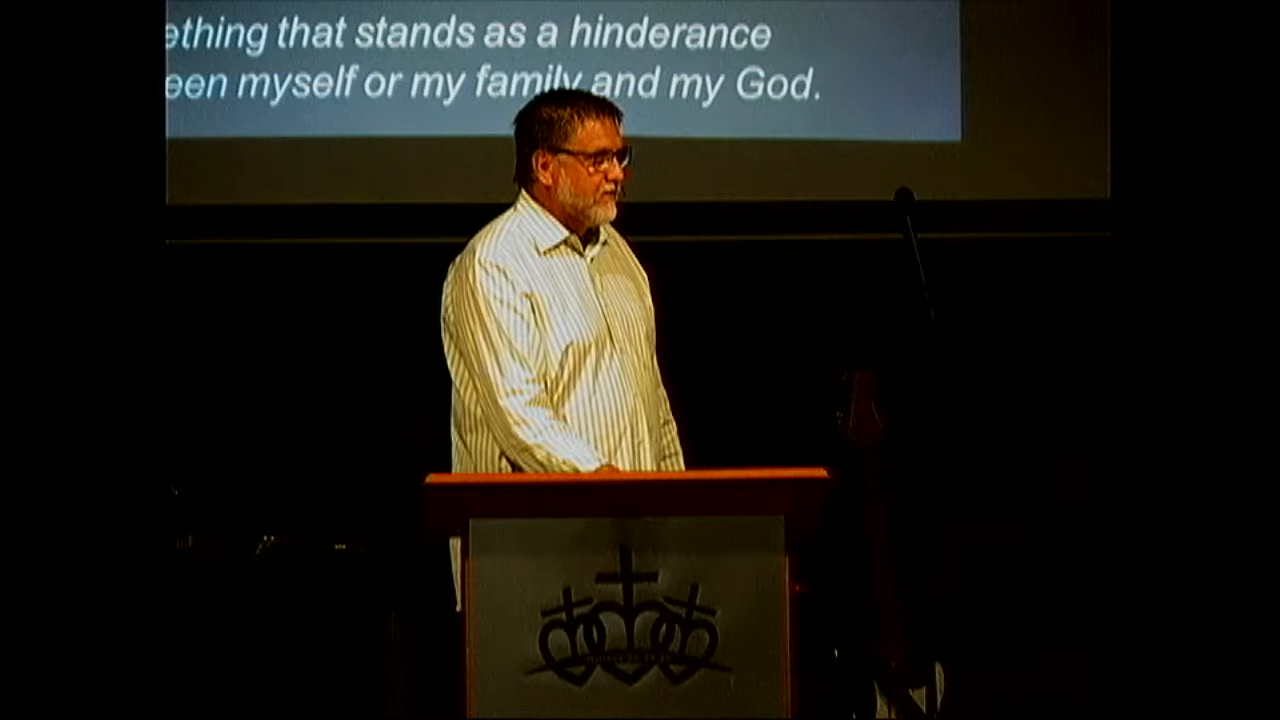 ething that stands as a hinderance
een myself or my family and my God.